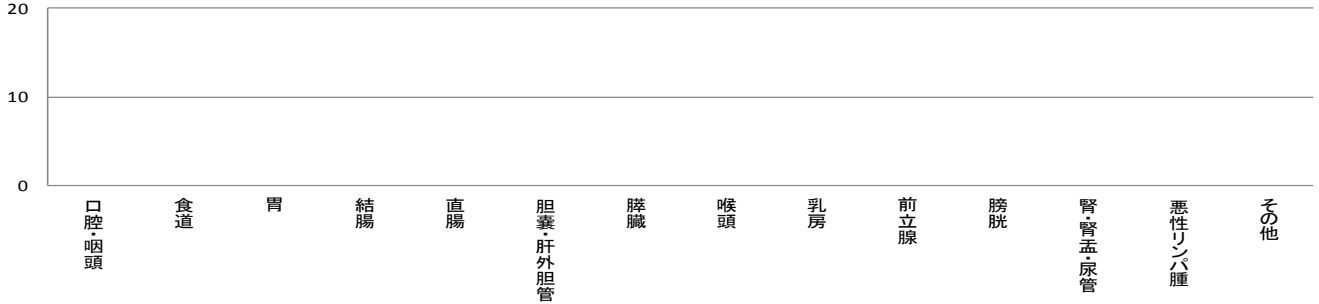 20
10
0
口腔・咽頭
食道
胃
結腸
直腸
胆嚢・肝外胆管
膵臓
喉頭
乳房
前立腺
膀胱
腎・腎盂・尿管
悪性リンパ腫
その他